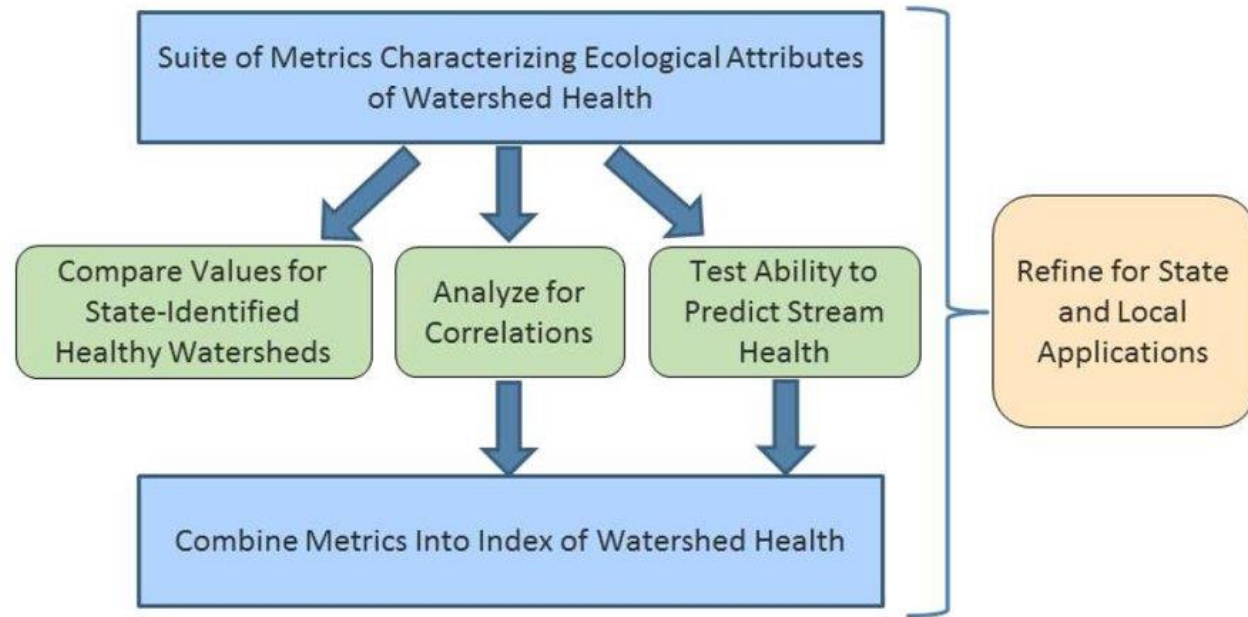 Suite of Metrics Characterizing Ecological Attributes
of Watershed Health
Compare Values for
State-Identified
Healthy Watersheds
Analyze for
Correlations
Test Ability to
Predict Stream
Health
Refine for State
and Local
Applications
Combine Metrics Into Index of Watershed Health